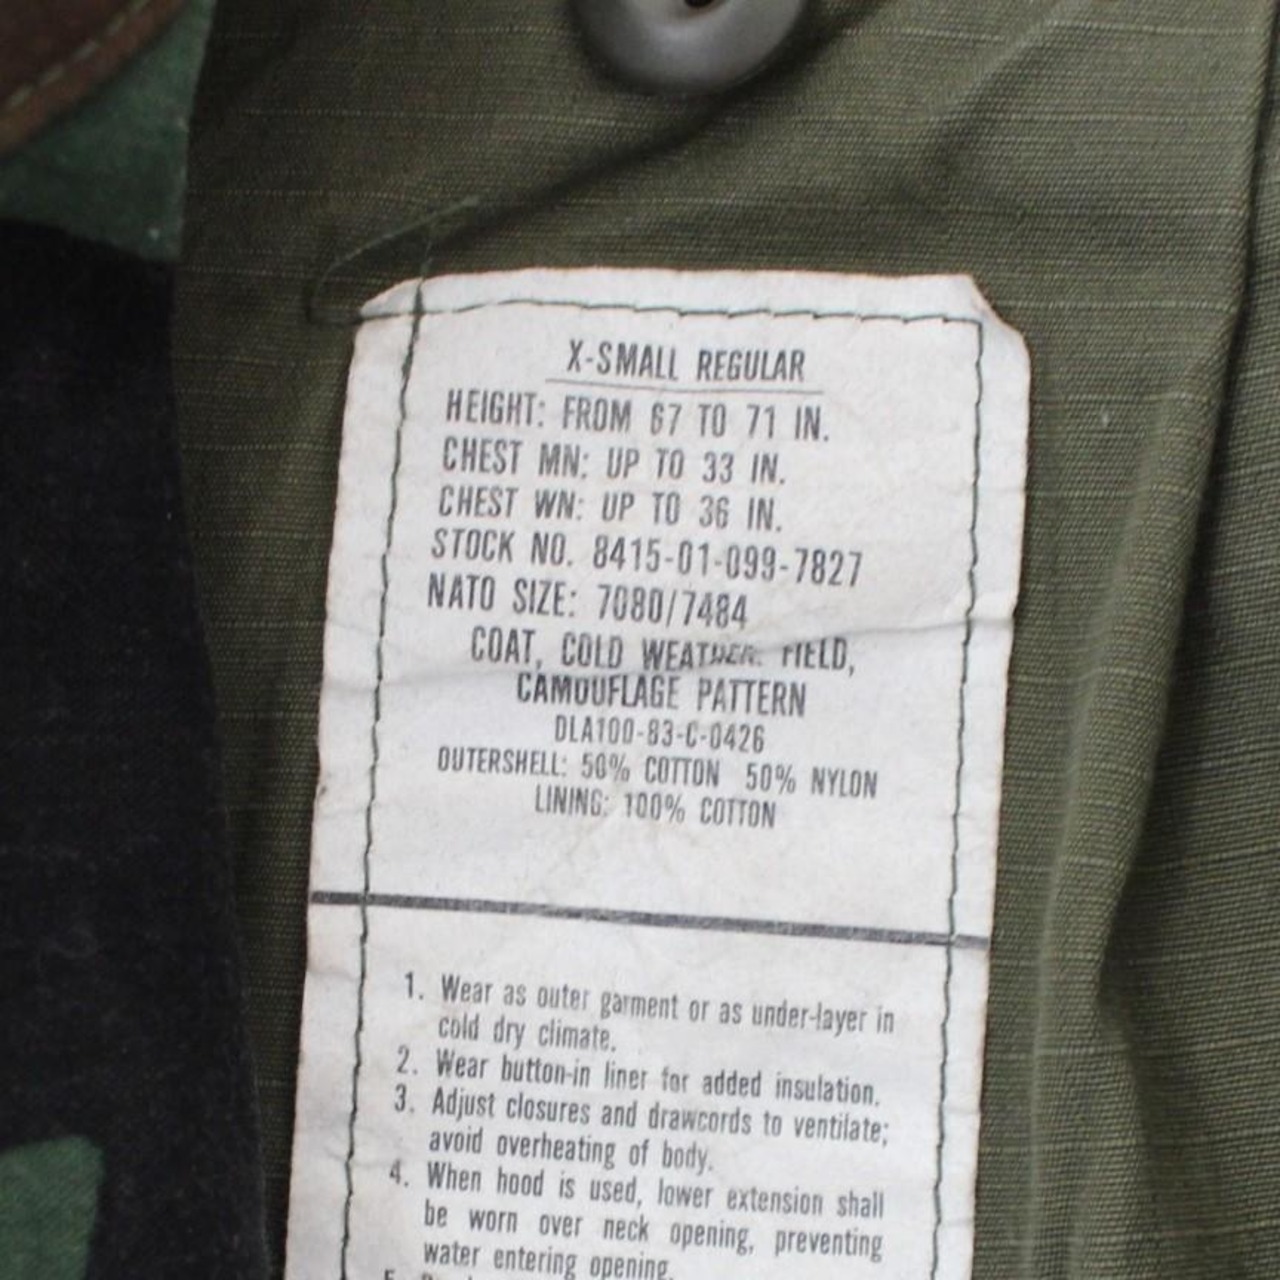 X-SMALL REGULAR
HEIGHT: FROM 67 TO 71 IN.
CHEST MN: UP TO 33 IN.
CHEST WN: UP TO 36 IN.
STOCK NO. 8415-01-099-7827
NATO SIZE: 7080/7484
COAT, COLD WEATHER, FIELD,
CAMOUFLAGE PATTERN
DLA100-83-C-0426
OUTERSHELL: 50% COTTON 50% NYLON
LINING: 100% COTTON
1. Wear as outer garment or as under-layer in
cold dry climate.
2. Wear button-in liner for added insulation.
3. Adjust closures and drawcords to ventilate;
avoid overheating of body.
4. When hood is used, lower extension shall
be worn over neck opening, preventing
water entering opening.
5.